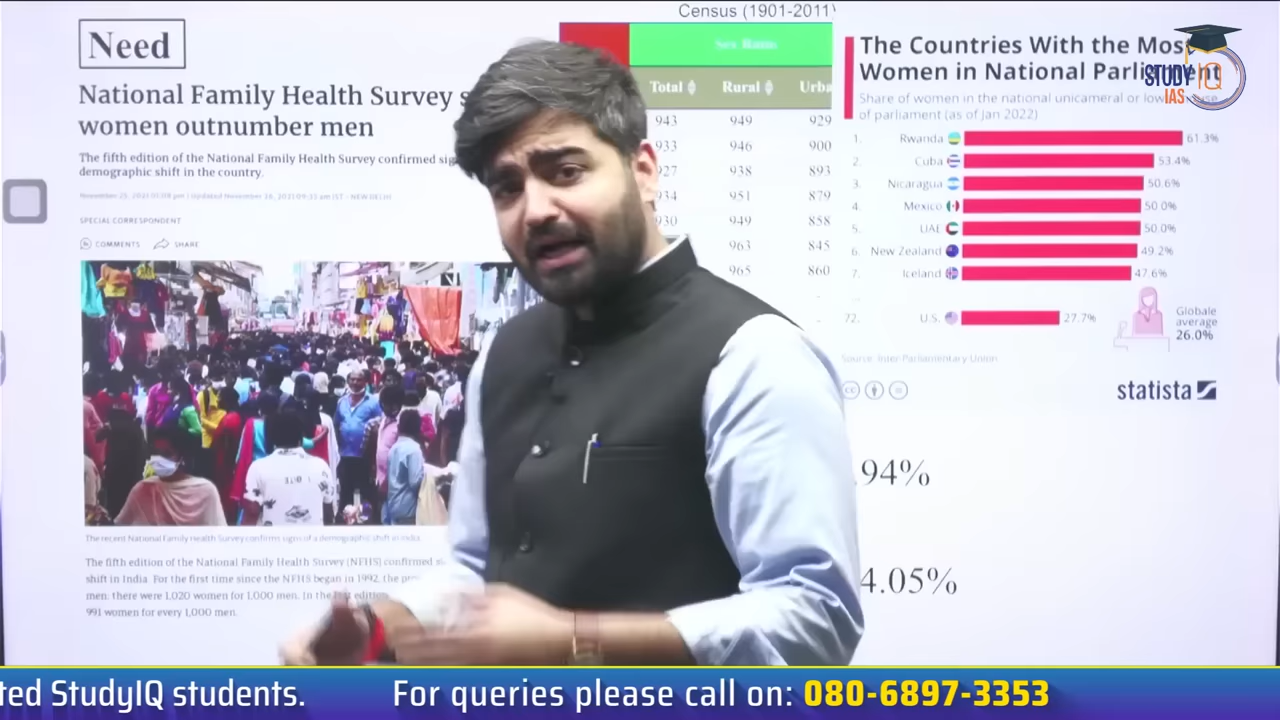 Need
National Family Health Survey
women outnumber men
The fifth edition of the National Family Health Survey confirmed
demographic shift in the country.
SPECIAL CORRESPONDENT
COMMENTS SHARE
The recent National Family Health Survey confirms signs of a demographic shift in India.
The fifth edition of the National Family Health Survey (NFHS) confirmed
shift in India. For the first time since the NFHS began in 1992, the
men: there were 1,020 women for 1,000 men. In the
991 women for every 1,000 men.
Census (1901-2011)
Sex Ratio
Total Rural
943 949 929
933 946 900
927 938 893
934 951 879
930 949 858
963 845
965 860
The Countries With the Most
Women in National Parliament
Share of women in the national unicameral or lower house
of parliament (as of Jan 2022)
1. Rwanda 61.3%
2. Cuba 53.4%
3. Nicaragua 50.6%
4. Mexico 50.0%
5. UAE 50.0%
6. New Zealand 49.2%
7. Iceland 47.6%
72. U.S. 27.7%
Globale
average
26.0%
Source: Inter-Parliamentary Union
statista
94%
4.05%
STUDY IQ
IAS
StudyIQ students. For queries please call on: 080-6897-3353